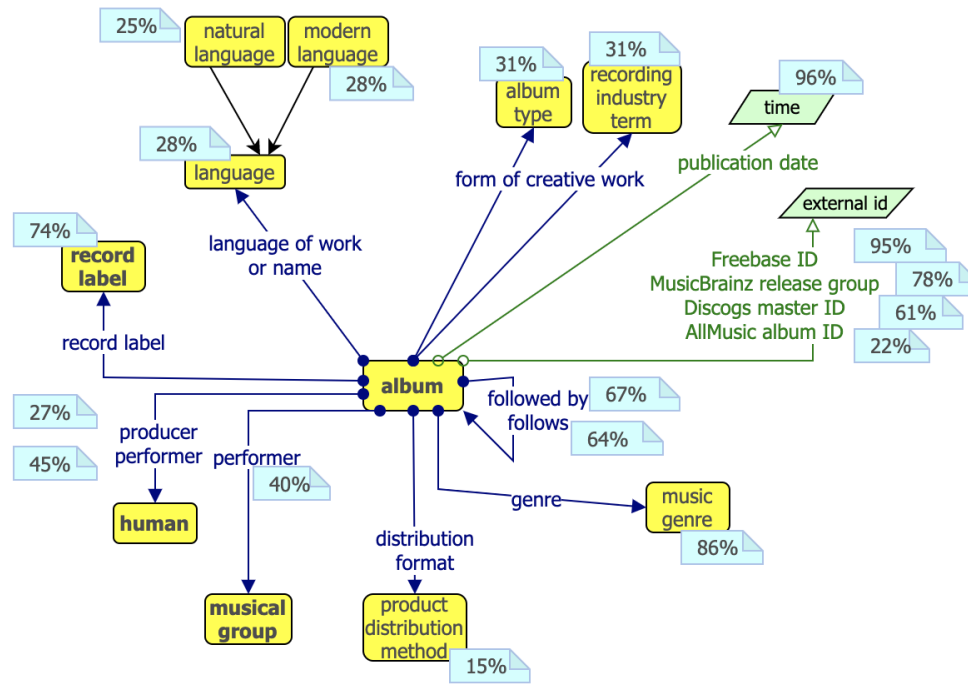 25%
natural
language
modern
language
28%
28%
language
31%
album
type
31%
recording
industry
term
96%
time
publication date
form of creative work
external id
language of work
or name
74%
record
label
record label
Freebase ID
MusicBrainz release group
Discogs master ID
AllMusic album ID
95%
78%
61%
22%
album
followed by
follows
67%
64%
27%
45%
producer
performer
performer
40%
human
genre
music
genre
86%
distribution
format
musical
group
product
distribution
method
15%